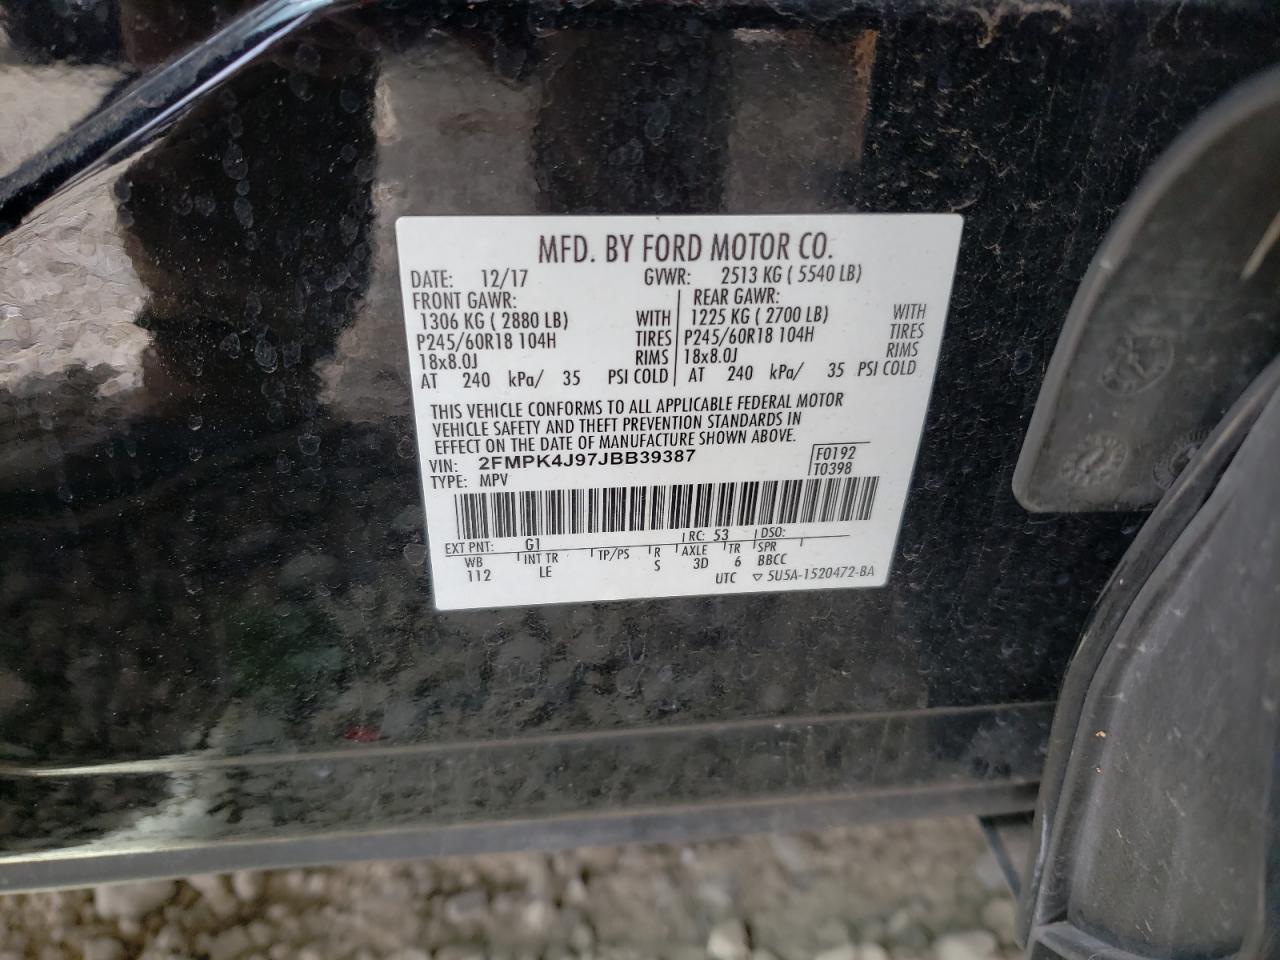 MFD. BY FORD MOTOR CO.
DATE: 12/17 GVWR: 2513 KG ( 5540 LB)
FRONT GAWR: REAR GAWR:
1306 KG ( 2880 LB) WITH 1225 KG ( 2700 LB) WITH
P245/60R18 104H TIRES P245/60R18 104H TIRES
18x8.0J RIMS 18x8.0J RIMS
AT 240 kPa/ 35 PSI COLD AT 240 kPa/ 35 PSI COLD
THIS VEHICLE CONFORMS TO ALL APPLICABLE FEDERAL MOTOR
VEHICLE SAFETY AND THEFT PREVENTION STANDARDS IN
EFFECT ON THE DATE OF MANUFACTURE SHOWN ABOVE.
VIN: 2FMPK4J97JBB39387 F0192
TYPE: MPV T0398
EXT PNT: G1 RC: 53 DSO:
WB INT TR TP/PS R AXLE TR SPR
112 LE S 3D 6 BBCC
UTC ▽ 5U5A-1520472-BA